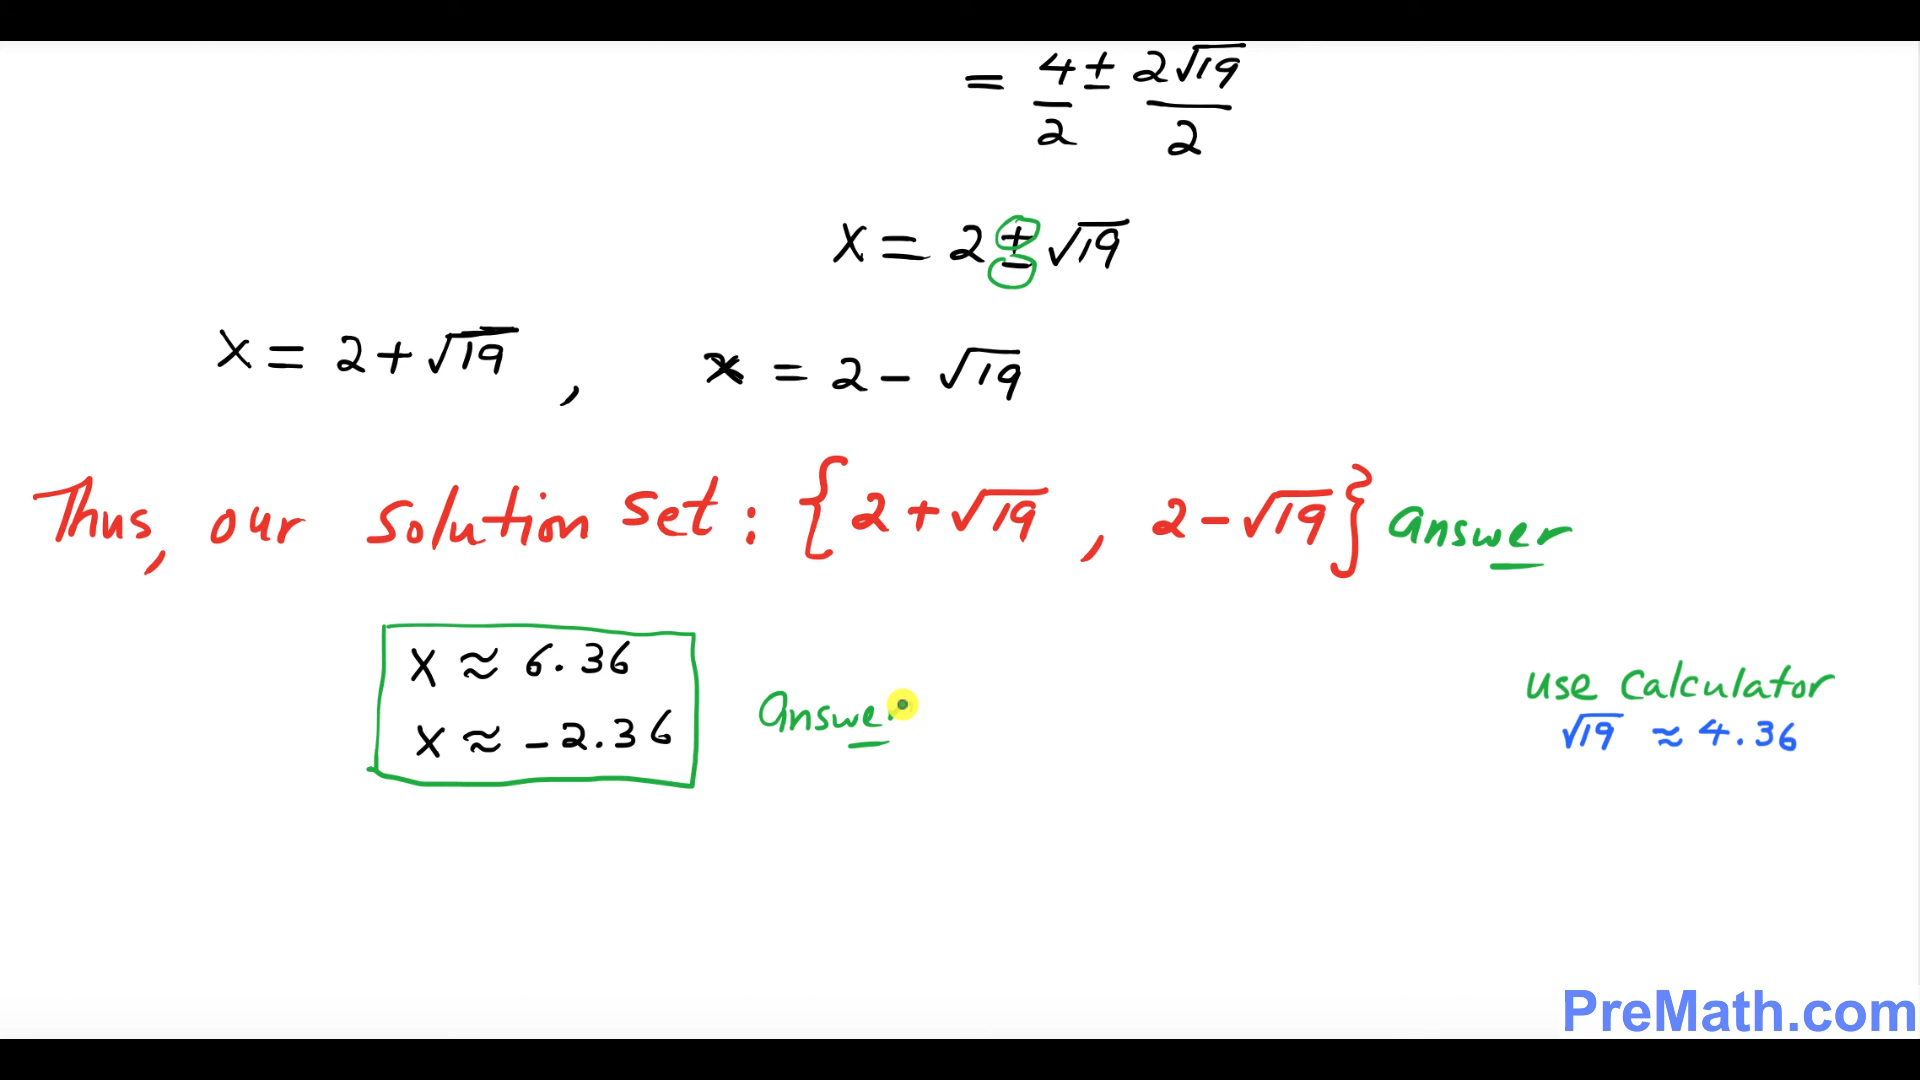 = 4/2 ± 2√19/2
x = 2 ± √19
x = 2 + √19 , x = 2 - √19
Thus, our solution set : {2 + √19 , 2 - √19} answer
x ≈ 6.36
x ≈ -2.36
answer
use calculator
√19 ≈ 4.36
PreMath.com